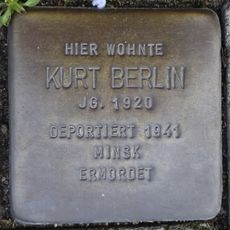 HIER WOHNTE
KURT BERLIN
JG. 1920
DEPORTIERT 1941
MINSK
ERMORDET